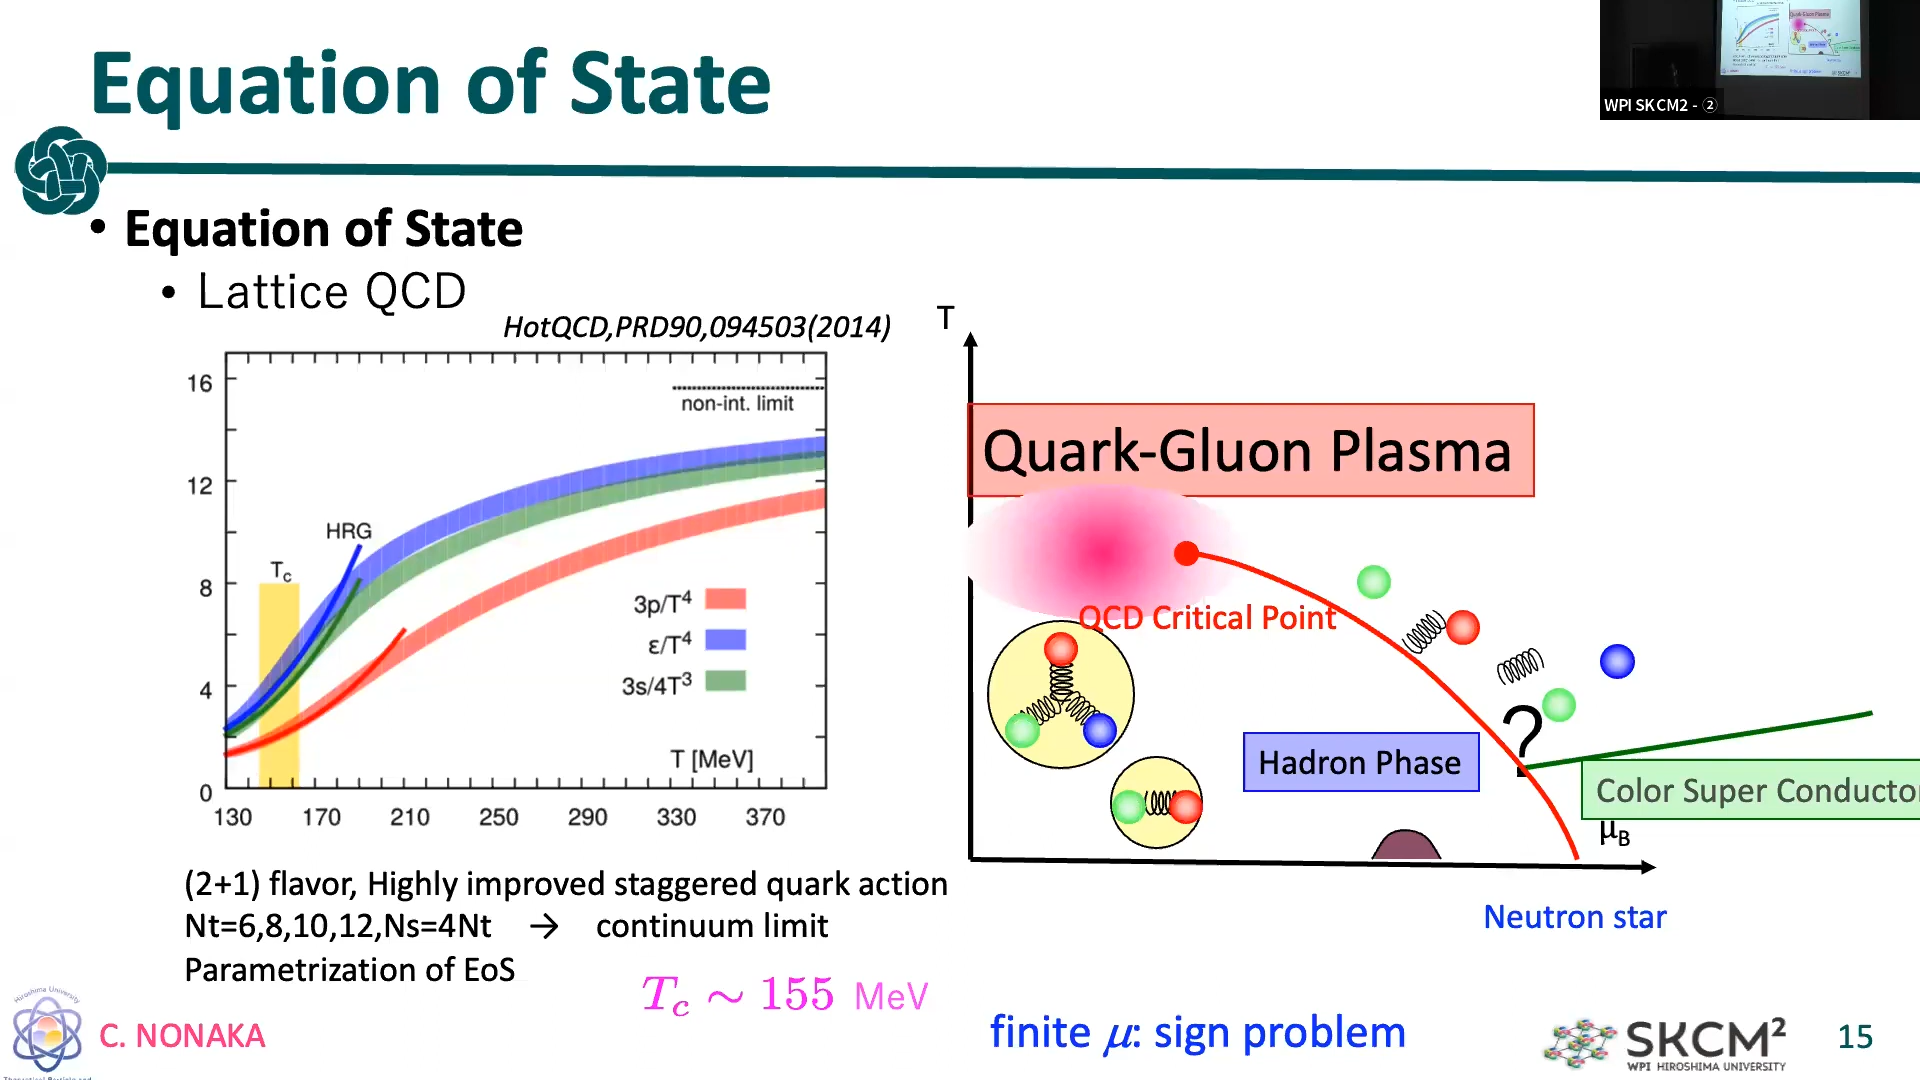 Equation of State
WPI SKCM2 - ②
• Equation of State
• Lattice QCD
HotQCD,PRD90,094503(2014)
16
12
8
4
0
non-int. limit
HRG
Tc
3p/T⁴
ε/T⁴
3s/4T³
T [MeV]
130 170 210 250 290 330 370
T
Quark-Gluon Plasma
QCD Critical Point
?
Hadron Phase
Color Super Conducto
μB
Neutron star
(2+1) flavor, Highly improved staggered quark action
Nt=6,8,10,12,Ns=4Nt → continuum limit
Parametrization of EoS
Tc ~ 155 MeV
finite μ: sign problem
Hiroshima University
C. NONAKA
SKCM²
WPI HIROSHIMA UNIVERSITY
15